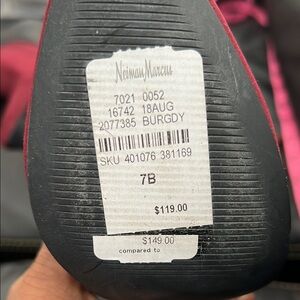 Neiman Marcus
7021 0052
16742 18AUG
2077385 BURGDY
SKU 401076 381169
7B
$119.00
$149.00
compared to